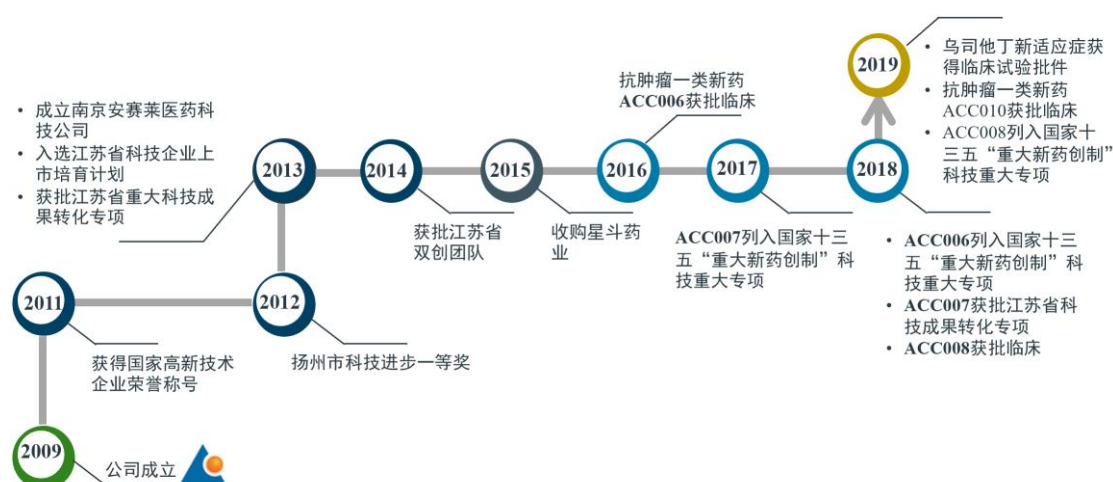 2009
公司成立
2011
获得国家高新技术
企业荣誉称号
2012
扬州市科技进步一等奖
2013
• 成立南京安赛莱医药科
技公司
• 入选江苏省科技企业上
市培育计划
• 获批江苏省重大科技成
果转化专项
2014
获批江苏省
双创团队
2015
收购星斗药
业
2016
抗肿瘤一类新药
ACC006获批临床
2017
ACC007列入国家十三
五“重大新药创制”科
技重大专项
2018
• ACC006列入国家十三
五“重大新药创制”科
技重大专项
• ACC007获批江苏省科
技成果转化专项
• ACC008获批临床
2019
• 乌司他丁新适应症获
得临床试验批件
• 抗肿瘤一类新药
ACC010获批临床
• ACC008列入国家十
三五“重大新药创制”
科技重大专项